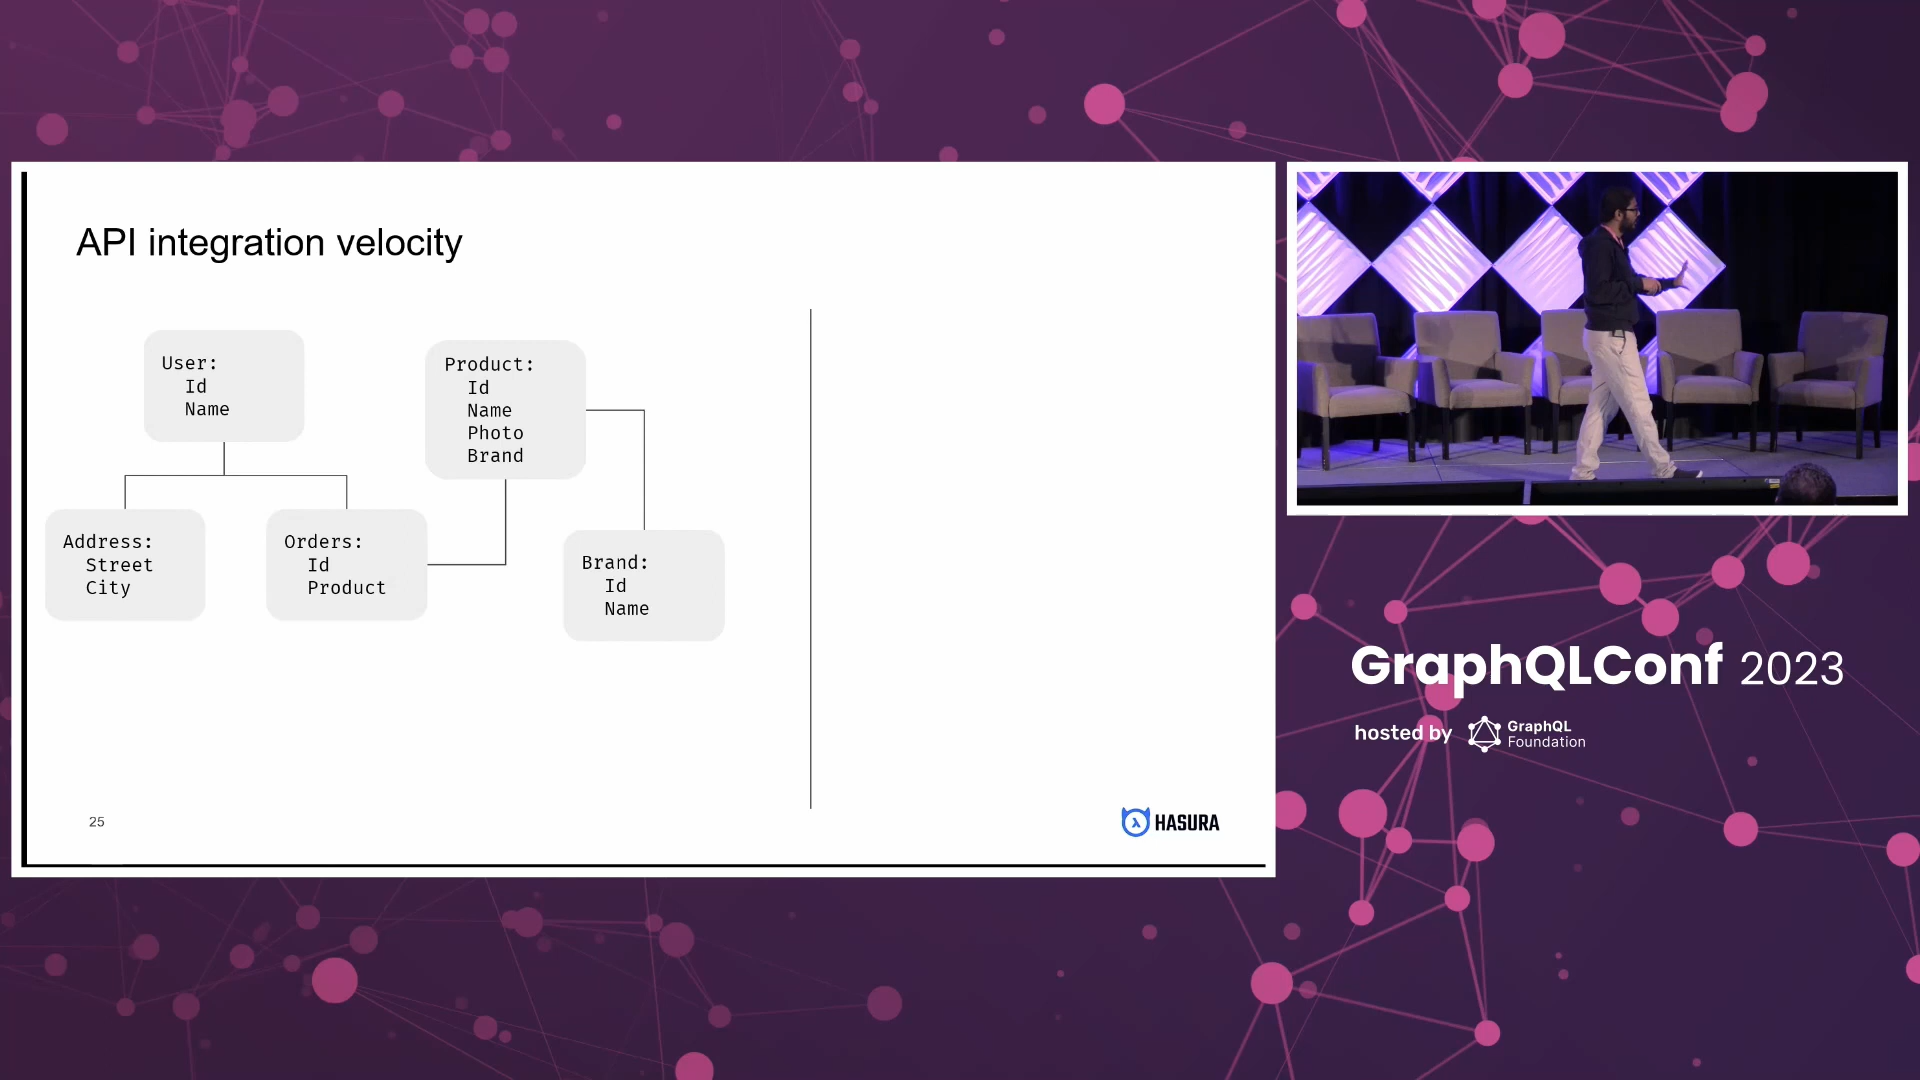 API integration velocity
User:
Id
Name
Product:
Id
Name
Photo
Brand
Address:
Street
City
Orders:
Id
Product
Brand:
Id
Name
25
HASURA
GraphQLConf 2023
hosted by
GraphQL
Foundation